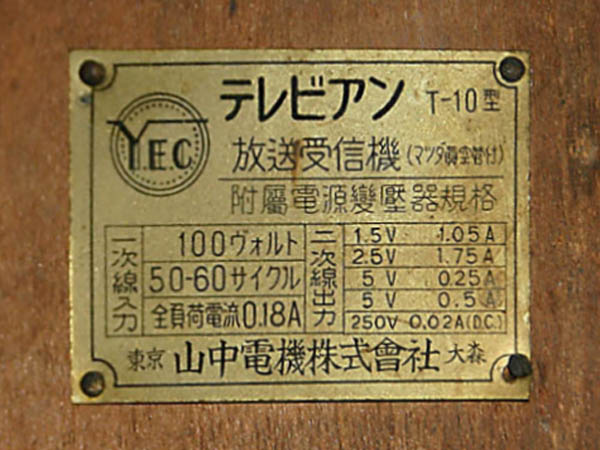 テレビアン T-10型
Y.E.C
放送受信機(マツダ眞空管付)
附屬電源變壓器規格
一次線入力
100ヴォルト
50-60サイクル
全負荷電流0.18A
二次線出力
1.5V 1.05A
2.5V 1.75A
5V 0.25A
5V 0.5A
250V 0.02A(D.C.)
東京 山中電機株式會社 大森